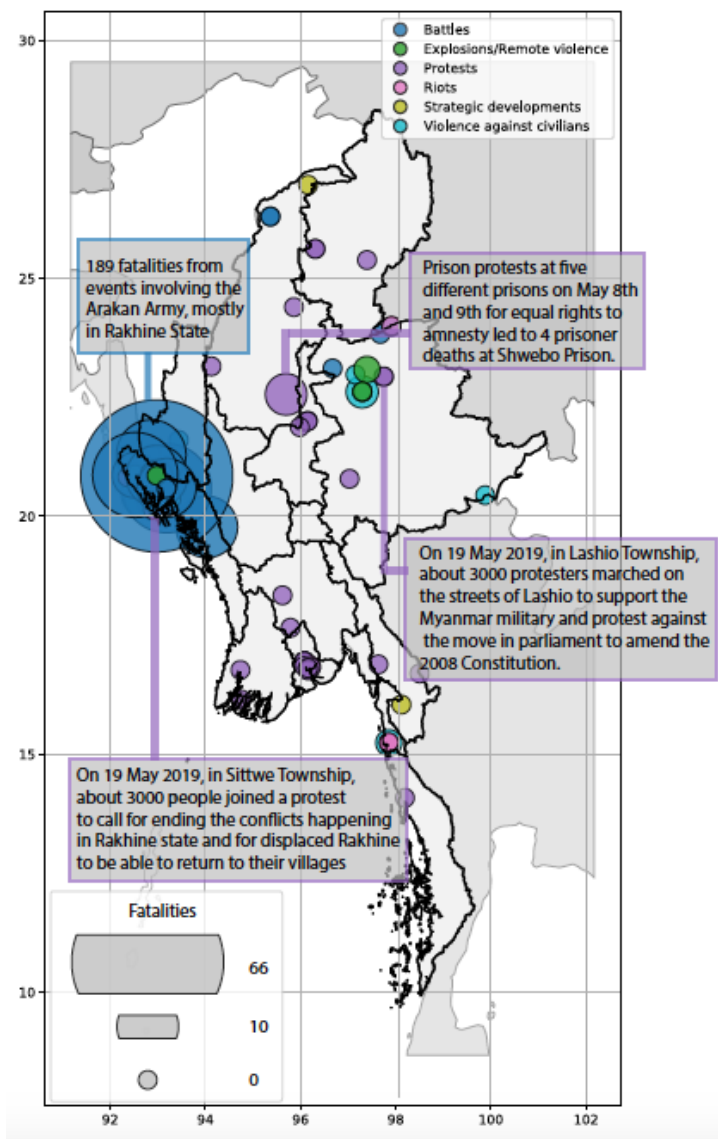 30
Battles
Explosions/Remote violence
Protests
Riots
Strategic developments
Violence against civilians
25
189 fatalities from
events involving the
Arakan Army, mostly
in Rakhine State
Prison protests at five
different prisons on May 8th
and 9th for equal rights to
amnesty led to 4 prisoner
deaths at Shwebo Prison.
20
On 19 May 2019, in Lashio Township,
about 3000 protesters marched on
the streets of Lashio to support the
Myanmar military and protest against
the move in parliament to amend the
2008 Constitution.
15
On 19 May 2019, in Sittwe Township,
about 3000 people joined a protest
to call for ending the conflicts happening
in Rakhine state and for displaced Rakhine
to be able to return to their villages
Fatalities
66
10
10
0
92
94
96
98
100
102